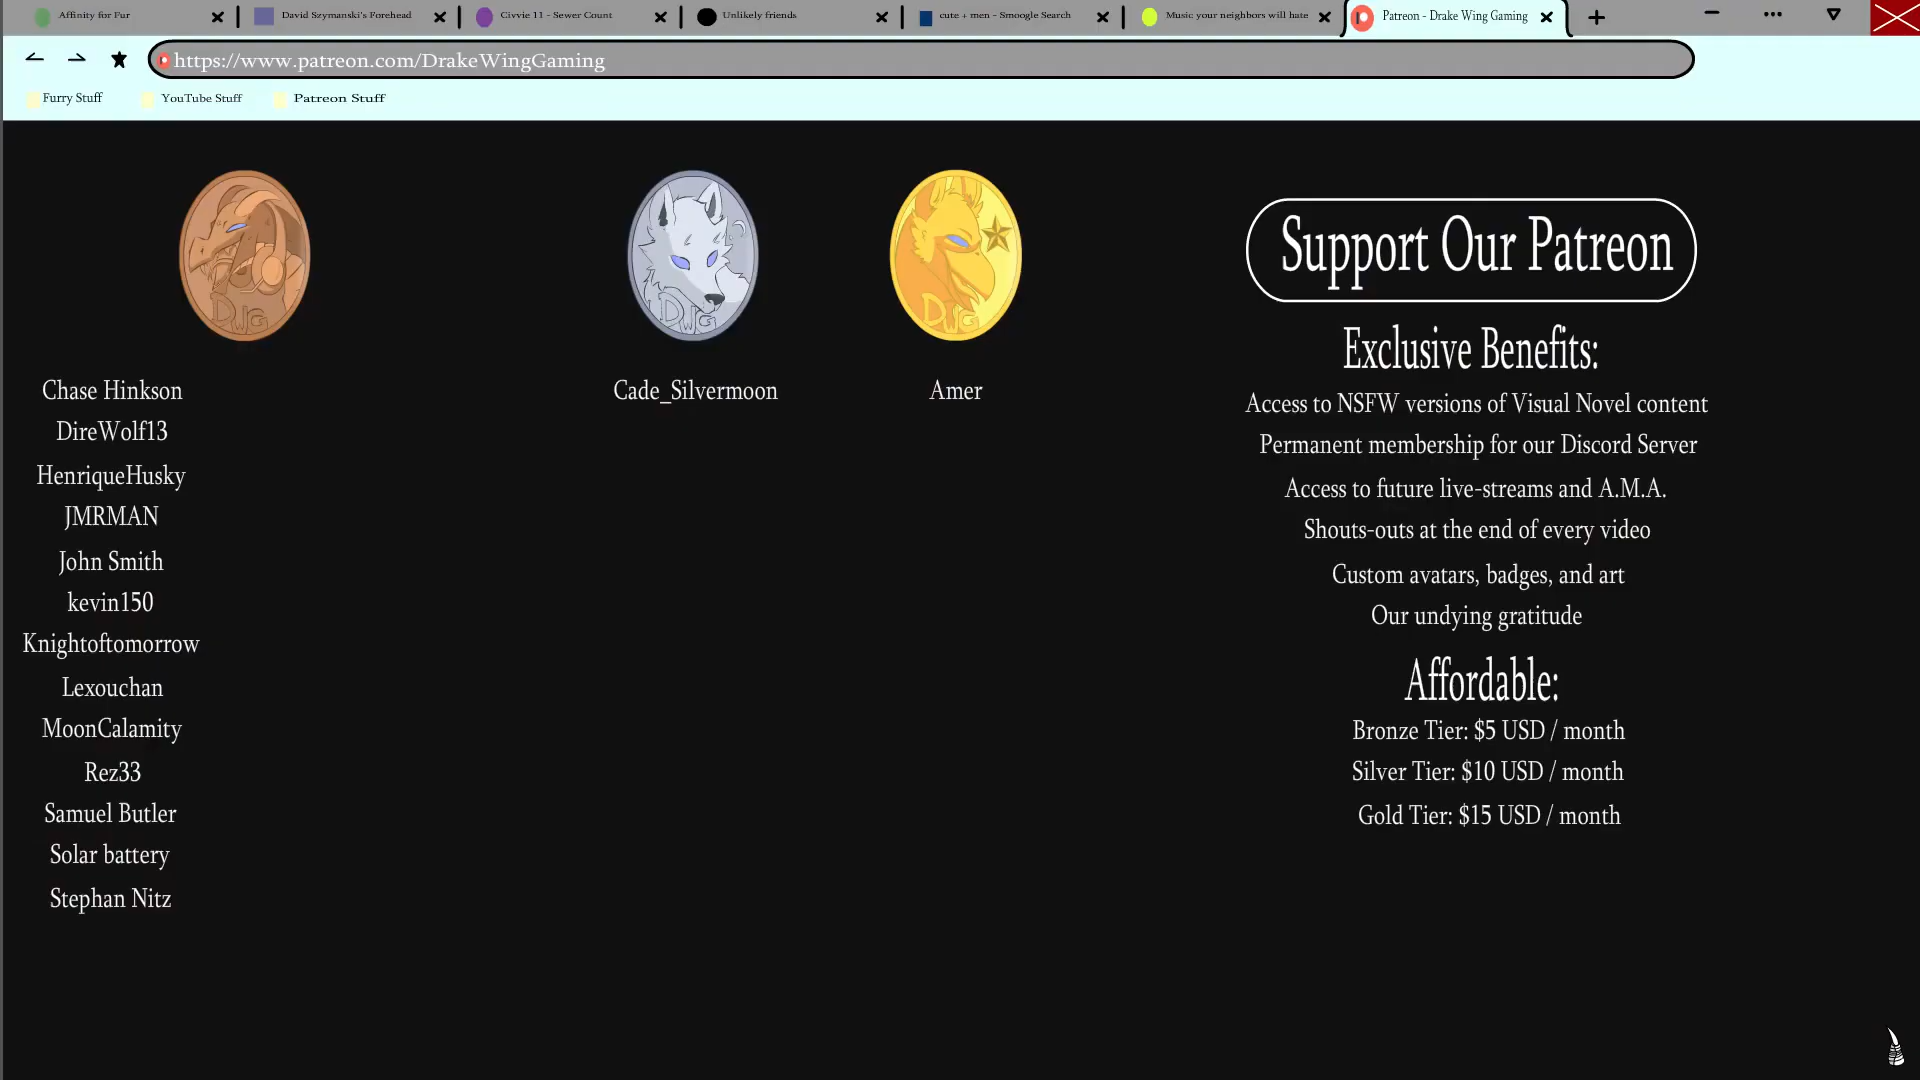 Affinity for Fur
David Szymanski's Forehead
Civvie 11 - Sewer Count
Unlikely friends
cute + men - Smoogle Search
Music your neighbors will hate
Patreon - Drake Wing Gaming
https://www.patreon.com/DrakeWingGaming
Furry Stuff
YouTube Stuff
Patreon Stuff
DWG
DWG
DWG
Chase Hinkson
DireWolf13
HenriqueHusky
JMRMAN
John Smith
kevin150
Knightoftomorrow
Lexouchan
MoonCalamity
Rez33
Samuel Butler
Solar battery
Stephan Nitz
Cade_Silvermoon
Amer
Support Our Patreon
Exclusive Benefits:
Access to NSFW versions of Visual Novel content
Permanent membership for our Discord Server
Access to future live-streams and A.M.A.
Shouts-outs at the end of every video
Custom avatars, badges, and art
Our undying gratitude
Affordable:
Bronze Tier: $5 USD / month
Silver Tier: $10 USD / month
Gold Tier: $15 USD / month